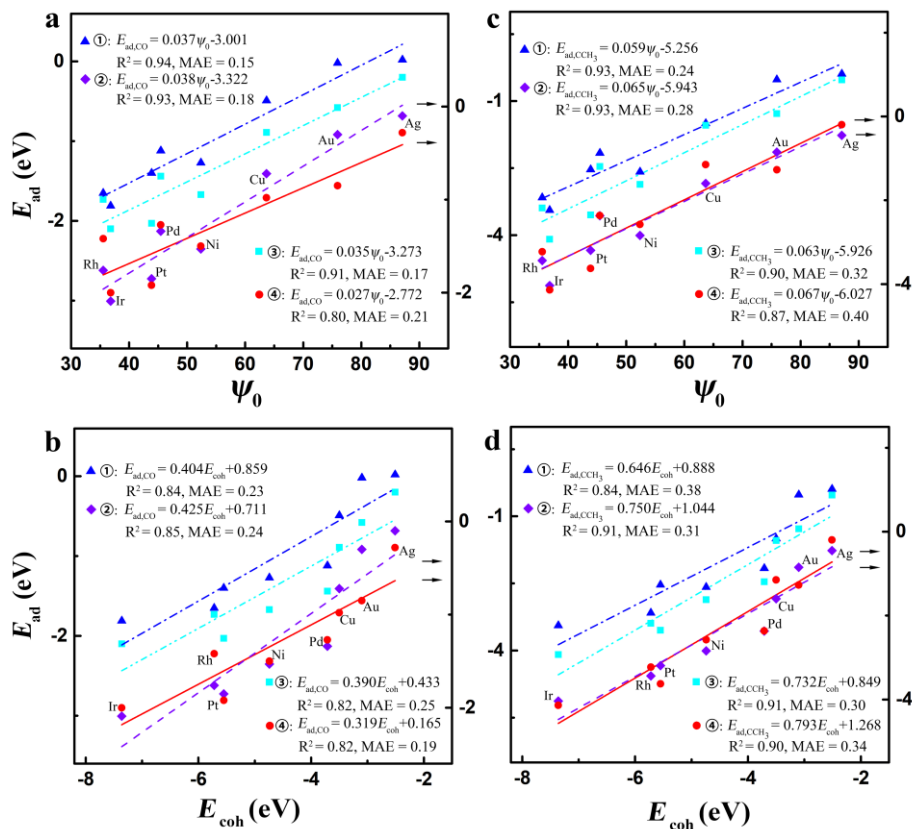 a
①: E_ad,CO = 0.037ψ₀-3.001
R² = 0.94, MAE = 0.15
②: E_ad,CO = 0.038ψ₀-3.322
R² = 0.93, MAE = 0.18
③: E_ad,CO = 0.035ψ₀-3.273
R² = 0.91, MAE = 0.17
④: E_ad,CO = 0.027ψ₀-2.772
R² = 0.80, MAE = 0.21
Rh
Ir
Pt
Pd
Ni
Cu
Au
Ag
0
-2
0
-2
30 40 50 60 70 80 90
ψ₀
E_ad (eV)
c
①: E_ad,CCH₃ = 0.059ψ₀-5.256
R² = 0.93, MAE = 0.24
②: E_ad,CCH₃ = 0.065ψ₀-5.943
R² = 0.93, MAE = 0.28
③: E_ad,CCH₃ = 0.063ψ₀-5.926
R² = 0.90, MAE = 0.32
④: E_ad,CCH₃ = 0.067ψ₀-6.027
R² = 0.87, MAE = 0.40
Rh
Ir
Pt
Pd
Ni
Cu
Au
Ag
-1
-4
0
-4
30 40 50 60 70 80 90
ψ₀
b
①: E_ad,CO = 0.404E_coh+0.859
R² = 0.84, MAE = 0.23
②: E_ad,CO = 0.425E_coh+0.711
R² = 0.85, MAE = 0.24
③: E_ad,CO = 0.390E_coh+0.433
R² = 0.82, MAE = 0.25
④: E_ad,CO = 0.319E_coh+0.165
R² = 0.82, MAE = 0.19
Ir
Rh
Pt
Ni
Pd
Cu
Au
Ag
0
-2
0
-2
-8 -6 -4 -2
E_coh (eV)
E_ad (eV)
d
①: E_ad,CCH₃ = 0.646E_coh+0.888
R² = 0.84, MAE = 0.38
②: E_ad,CCH₃ = 0.750E_coh+1.044
R² = 0.91, MAE = 0.31
③: E_ad,CCH₃ = 0.732E_coh+0.849
R² = 0.91, MAE = 0.30
④: E_ad,CCH₃ = 0.793E_coh+1.268
R² = 0.90, MAE = 0.34
Ir
Rh
Pt
Ni
Pd
Cu
Au
Ag
-1
-4
0
-4
-8 -6 -4 -2
E_coh (eV)